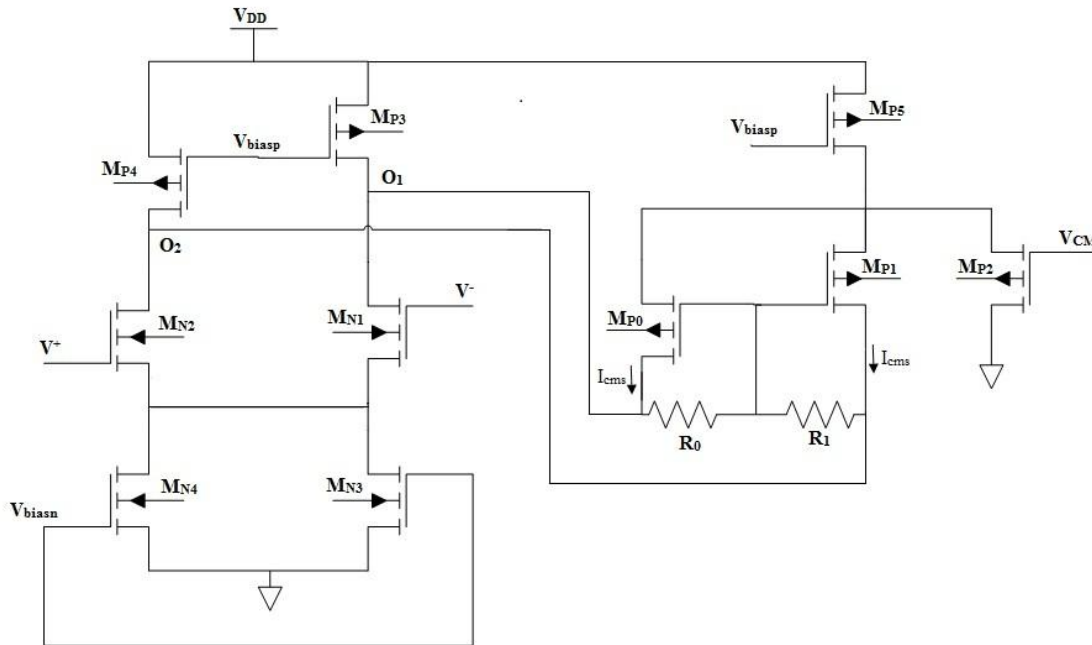 VDD
MP3
MP5
Vbiasp
Vbiasp
MP4
O1
O2
VCM
MP1
MP2
V-
MN2
MN1
MP0
V+
Icms
Icms
R0
R1
MN4
MN3
Vbiasn